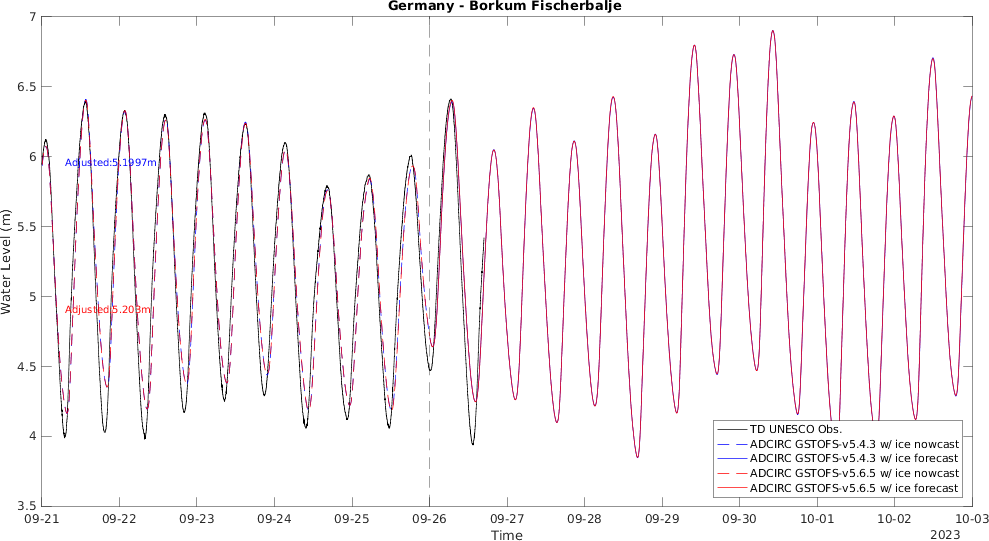 Germany - Borkum Fischerbalje
7
6.5
6
5.5
5
4.5
4
3.5
Water Level (m)
Adjusted:5.1997m
Adjusted:5.203m
TD UNESCO Obs.
ADCIRC GSTOFS-v5.4.3 w/ ice nowcast
ADCIRC GSTOFS-v5.4.3 w/ ice forecast
ADCIRC GSTOFS-v5.6.5 w/ ice nowcast
ADCIRC GSTOFS-v5.6.5 w/ ice forecast
09-21 09-22 09-23 09-24 09-25 09-26 09-27 09-28 09-29 09-30 10-01 10-02 10-03
Time
2023